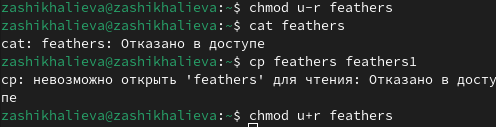 zashikhalieva@zashikhalieva:~$ chmod u-r feathers
zashikhalieva@zashikhalieva:~$ cat feathers
cat: feathers: Отказано в доступе
zashikhalieva@zashikhalieva:~$ cp feathers feathers1
cp: невозможно открыть 'feathers' для чтения: Отказано в досту
пе
zashikhalieva@zashikhalieva:~$ chmod u+r feathers